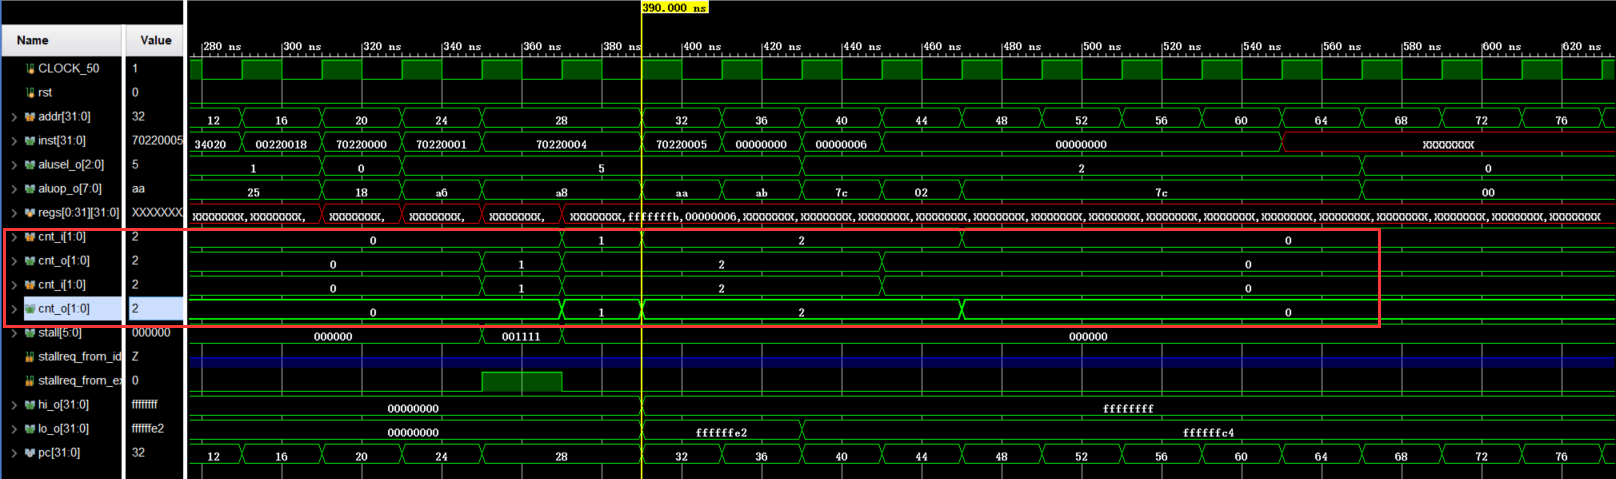 390.000 ns
Name Value 280 ns 300 ns 320 ns 340 ns 360 ns 380 ns 400 ns 420 ns 440 ns 460 ns 480 ns 500 ns 520 ns 540 ns 560 ns 580 ns 600 ns 620 ns
CLOCK_50 1
rst 0
addr[31:0] 32 12 16 20 24 28 32 36 40 44 48 52 56 60 64 68 72 76
inst[31:0] 70220005 34020 00220018 70220000 70220001 70220004 70220005 00000000 00000006 00000000 XXXXXXXX
alusel_o[2:0] 5 1 0 5 2 0
aluop_o[7:0] aa 25 18 a6 a8 aa ab 7c 02 7c 00
regs[0:31][31:0] XXXXXXX XXXXXXXX,XXXXXXXX, XXXXXXXX, XXXXXXXX, XXXXXXXX, XXXXXXXX,fffffffb,00000006,XXXXXXXX,XXXXXXXX,XXXXXXXX,XXXXXXXX,XXXXXXXX,XXXXXXXX,XXXXXXXX,XXXXXXXX,XXXXXXXX,XXXXXXXX,XXXXXXXX,XXXXXXXX,XXXXXXXX,XXXXXXXX
cnt_i[1:0] 2 0 1 2 0
cnt_o[1:0] 2 0 1 2 0
cnt_i[1:0] 2 0 1 2 0
cnt_o[1:0] 2 0 1 2 0
stall[5:0] 000000 000000 001111 000000
stallreq_from_id Z
stallreq_from_ex 0
hi_o[31:0] ffffffff 00000000 ffffffff
lo_o[31:0] ffffffe2 00000000 ffffffe2 ffffffc4
pc[31:0] 32 12 16 20 24 28 32 36 40 44 48 52 56 60 64 68 72 76